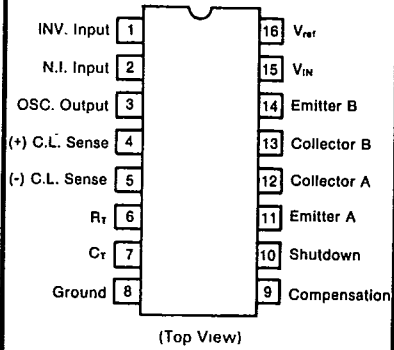 INV. Input 1
N.I. Input 2
OSC. Output 3
(+) C.L. Sense 4
(-) C.L. Sense 5
RT 6
CT 7
Ground 8
16 Vref
15 VIN
14 Emitter B
13 Collector B
12 Collector A
11 Emitter A
10 Shutdown
9 Compensation
(Top View)